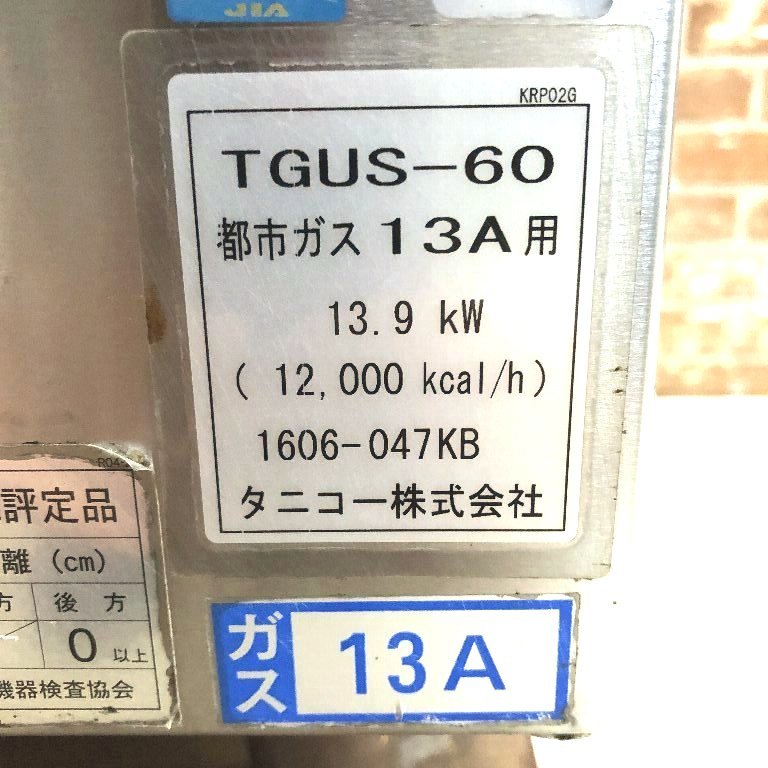 JIA
KRP02G
TGUS-60
都市ガス 13A用
13.9 kW
( 12,000 kcal/h)
1606-047KB
タニコー株式会社
評定品
離 (cm)
方 後 方
0 以上
機器検査協会
ガス 13A